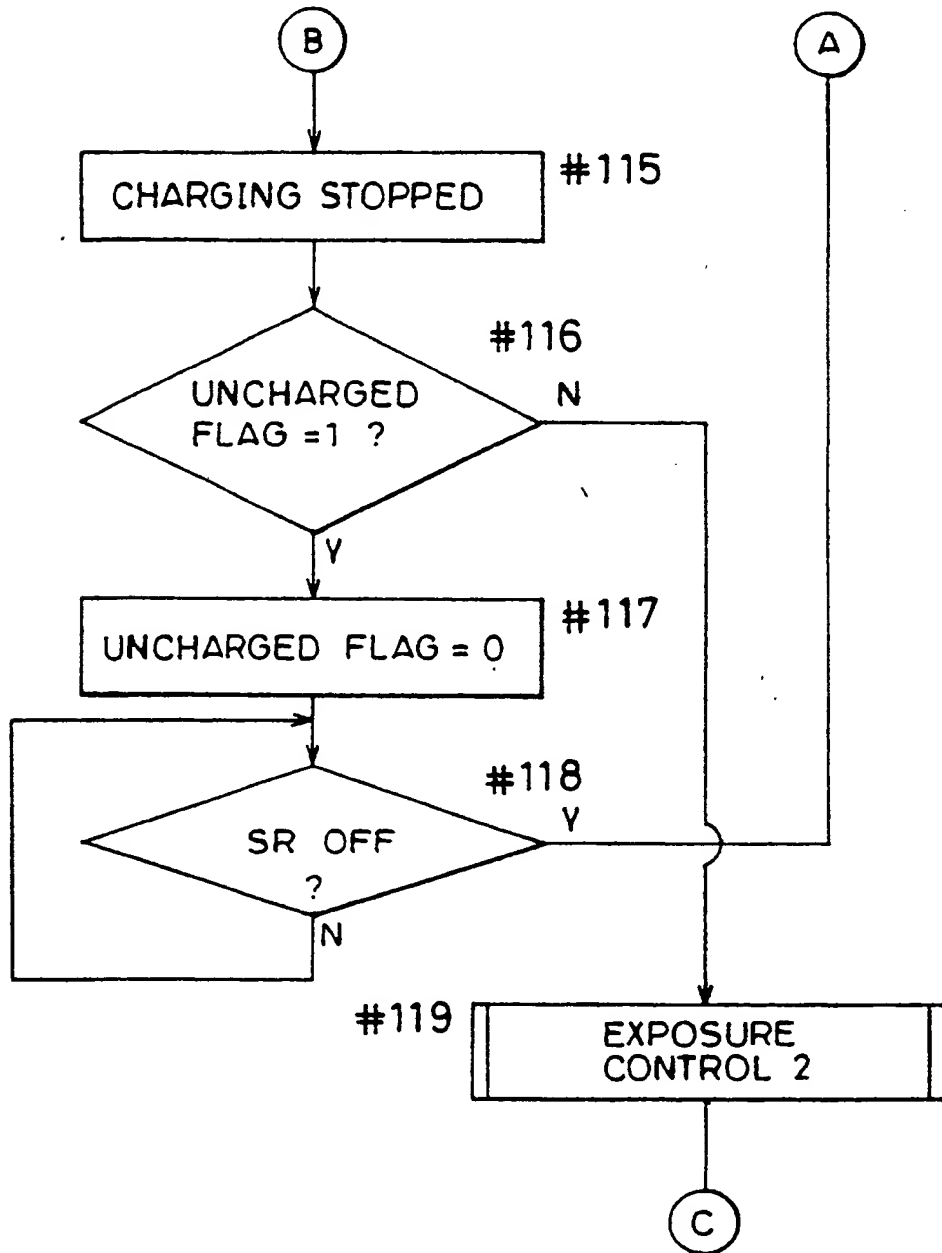 B
A
CHARGING STOPPED
#115
#116
UNCHARGED
FLAG =1 ?
N
Y
UNCHARGED FLAG = 0
#117
#118
SR OFF
?
Y
N
#119
EXPOSURE
CONTROL 2
C